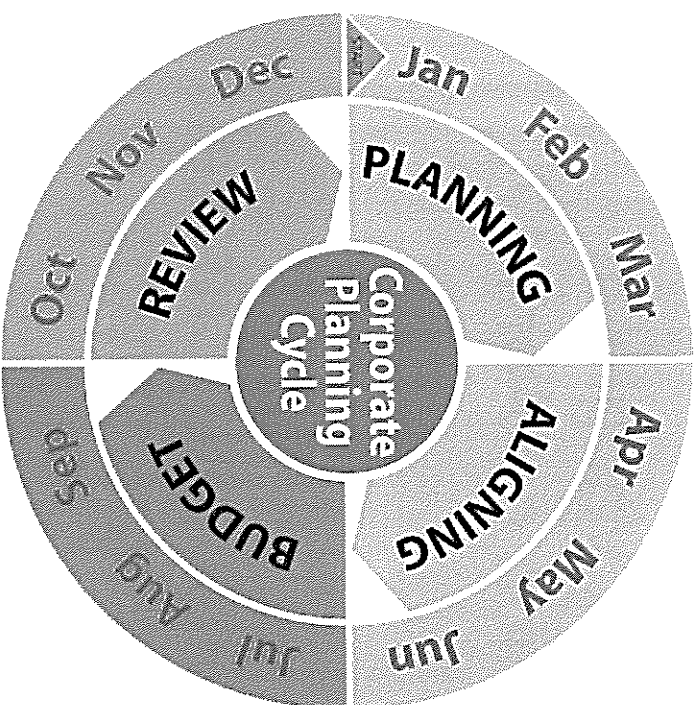 START
Jan
Feb
Mar
Apr
May
Jun
Jul
Aug
Sep
Oct
Nov
Dec
PLANNING
ALIGNING
BUDGET
REVIEW
Corporate
Planning
Cycle